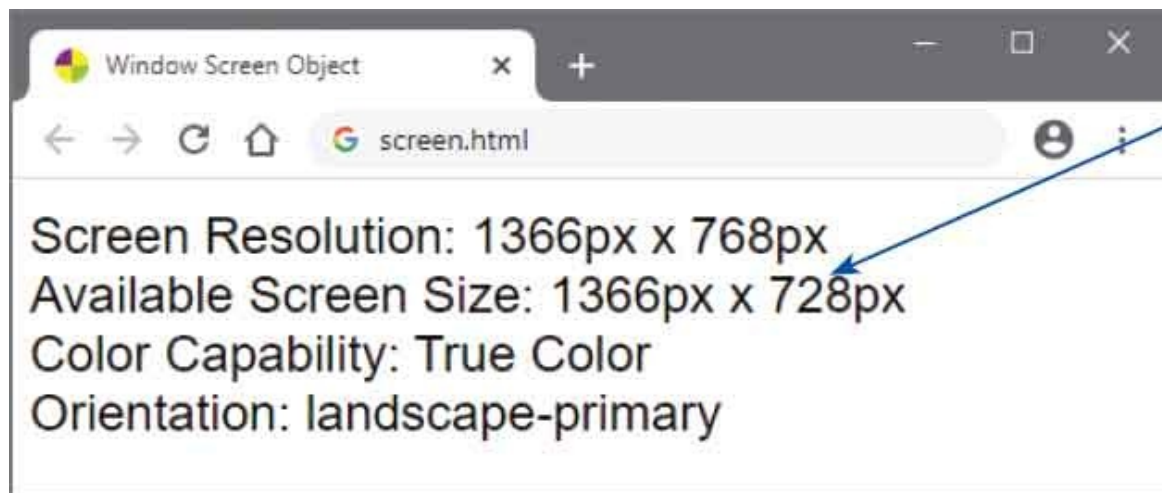 Window Screen Object
screen.html
Screen Resolution: 1366px x 768px
Available Screen Size: 1366px x 728px
Color Capability: True Color
Orientation: landscape-primary